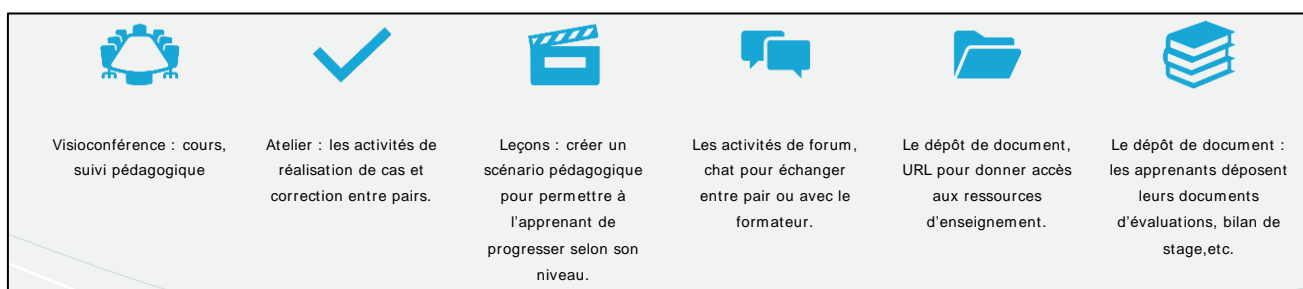 Visioconférence : cours,
suivi pédagogique
Atelier : les activités de
réalisation de cas et
correction entre pairs.
Leçons : créer un
scénario pédagogique
pour permettre à
l’apprenant de
progresser selon son
niveau.
Les activités de forum,
chat pour échanger
entre pair ou avec le
formateur.
Le dépôt de document,
URL pour donner accès
aux ressources
d’enseignement.
Le dépôt de document :
les apprenants déposent
leurs documents
d’évaluations, bilan de
stage,etc.